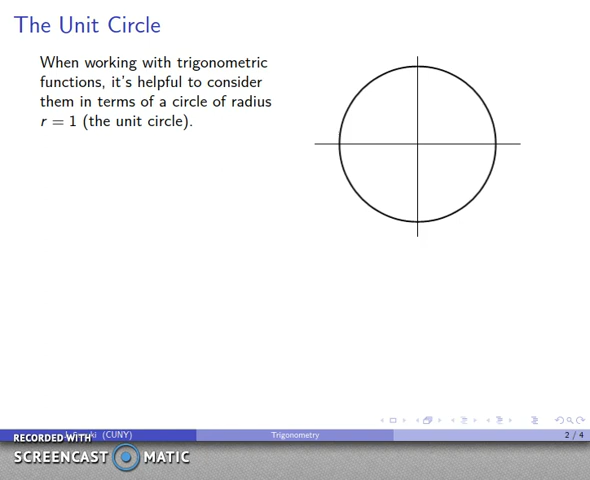 The Unit Circle
When working with trigonometric
functions, it's helpful to consider
them in terms of a circle of radius
r = 1 (the unit circle).
(CUNY)
Trigonometry
2 / 4
RECORDED WITH
SCREENCAST MATIC